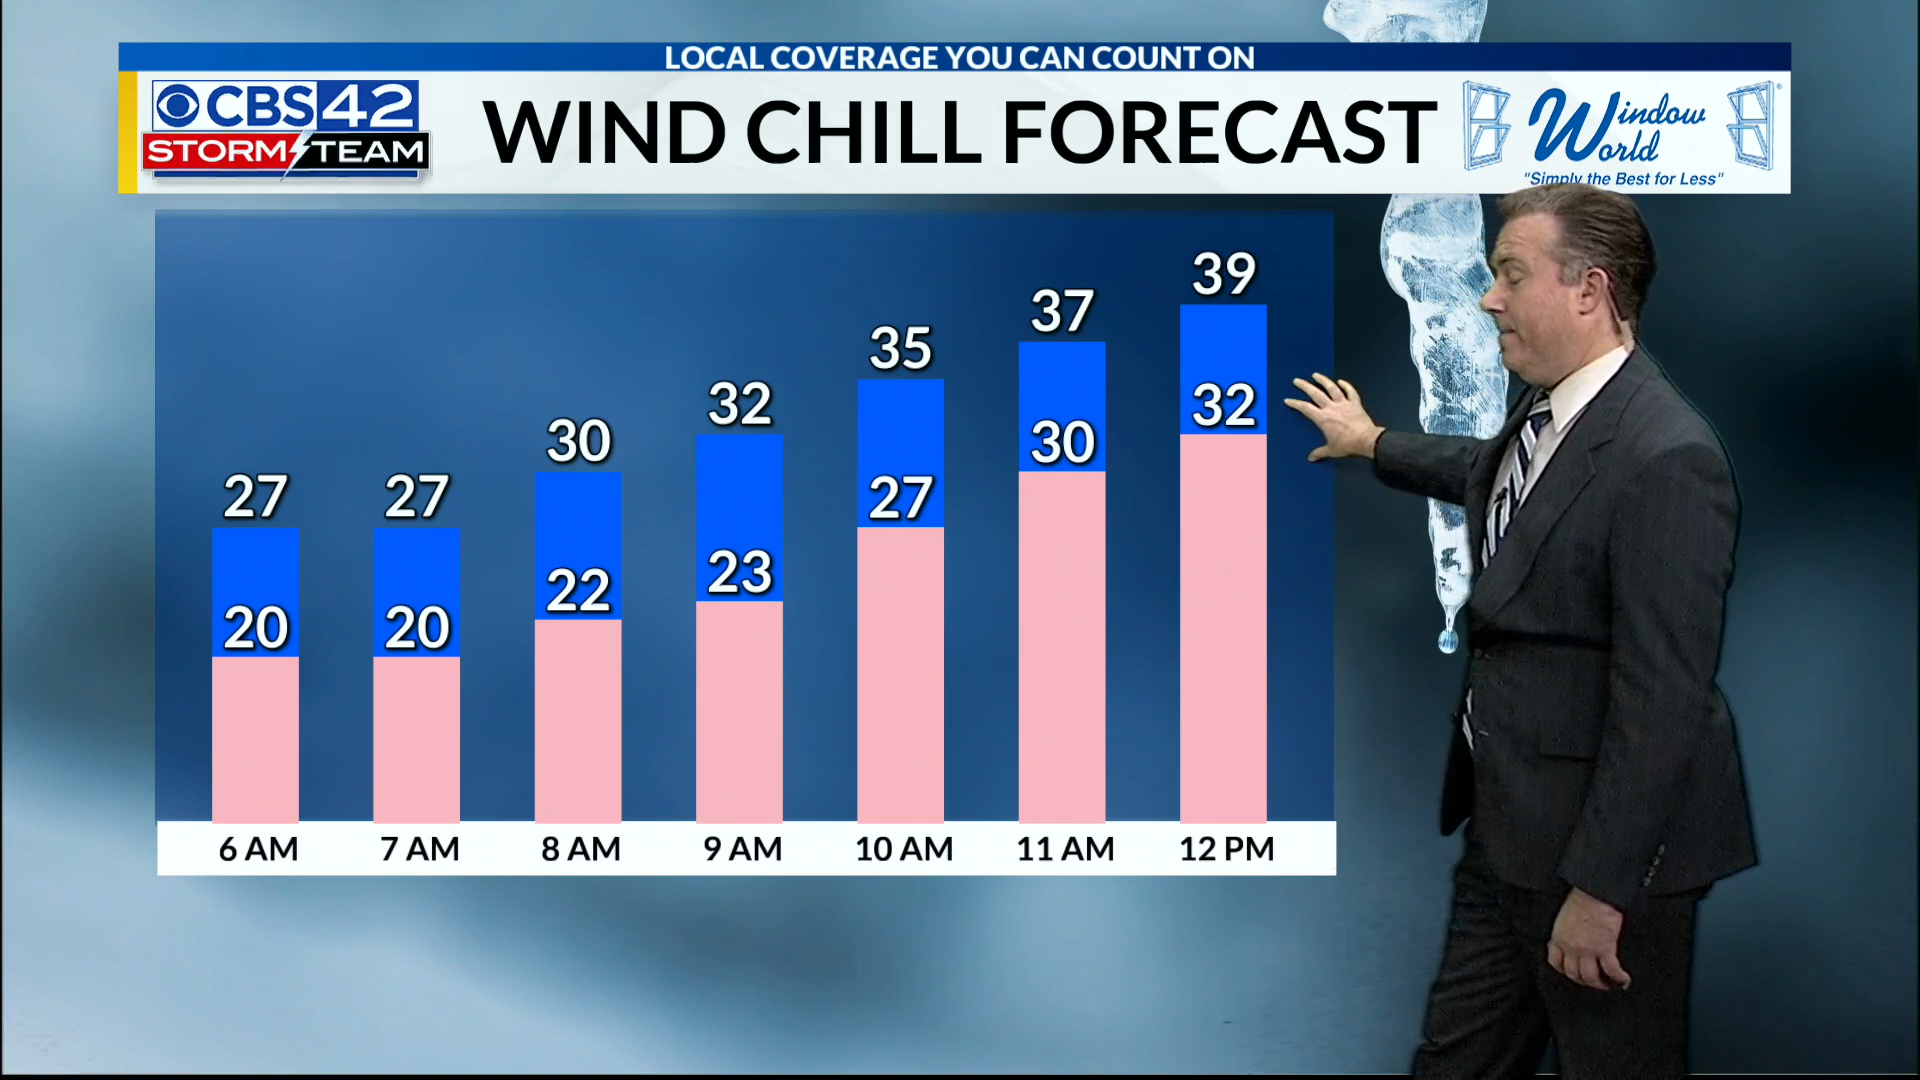 LOCAL COVERAGE YOU CAN COUNT ON
CBS 42
STORM TEAM
WIND CHILL FORECAST
Window
World
®
"Simply the Best for Less"
27 27 30 32 35 37 39
20 20 22 23 27 30 32
6 AM 7 AM 8 AM 9 AM 10 AM 11 AM 12 PM